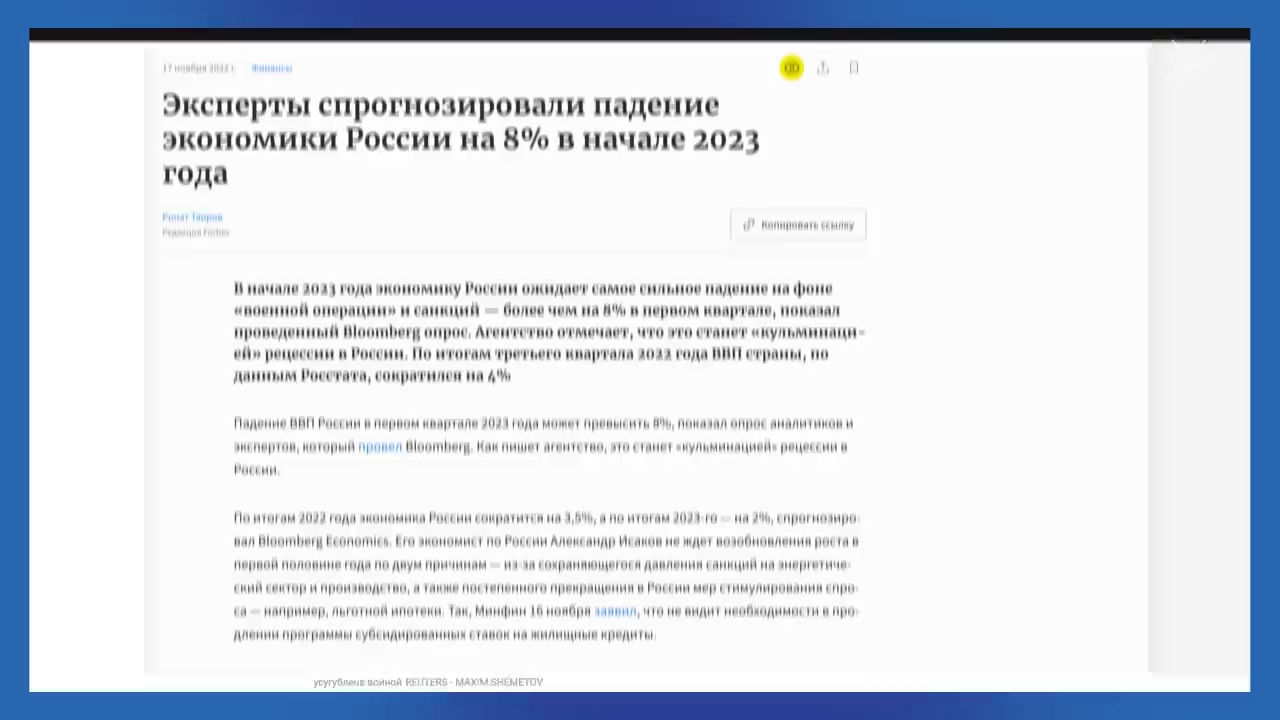 17 ноября 2022 г. Финансы
Эксперты спрогнозировали падение
экономики России на 8% в начале 2023
года
Редакция Forbes
Копировать ссылку
В начале 2023 года экономику России ожидает самое сильное падение на фоне
«военной операции» и санкций — более чем на 8% в первом квартале, показал
проведенный Bloomberg опрос. Агентство отмечает, что это станет «кульминаци-
ей» рецессии в России. По итогам третьего квартала 2022 года ВВП страны, по
данным Росстата, сократился на 4%
Падение ВВП России в первом квартале 2023 года может превысить 8%, показал опрос аналитиков и
экспертов, который провел Bloomberg. Как пишет агентство, это станет «кульминацией» рецессии в
России.
По итогам 2022 года экономика России сократится на 3,5%, а по итогам 2023-го — на 2%, спрогнозиро-
вал Bloomberg Economics. Его экономист по России Александр Исаков не ждет возобновления роста в
первой половине года по двум причинам — из-за сохраняющегося давления санкций на энергетиче-
ский сектор и производство, а также постепенного прекращения в России мер стимулирования спро-
са — например, льготной ипотеки. Так, Минфин 16 ноября заявил, что не видит необходимости в про-
длении программы субсидированных ставок на жилищные кредиты.
усугублена войной REUTERS - MAXIM SHEMETOV